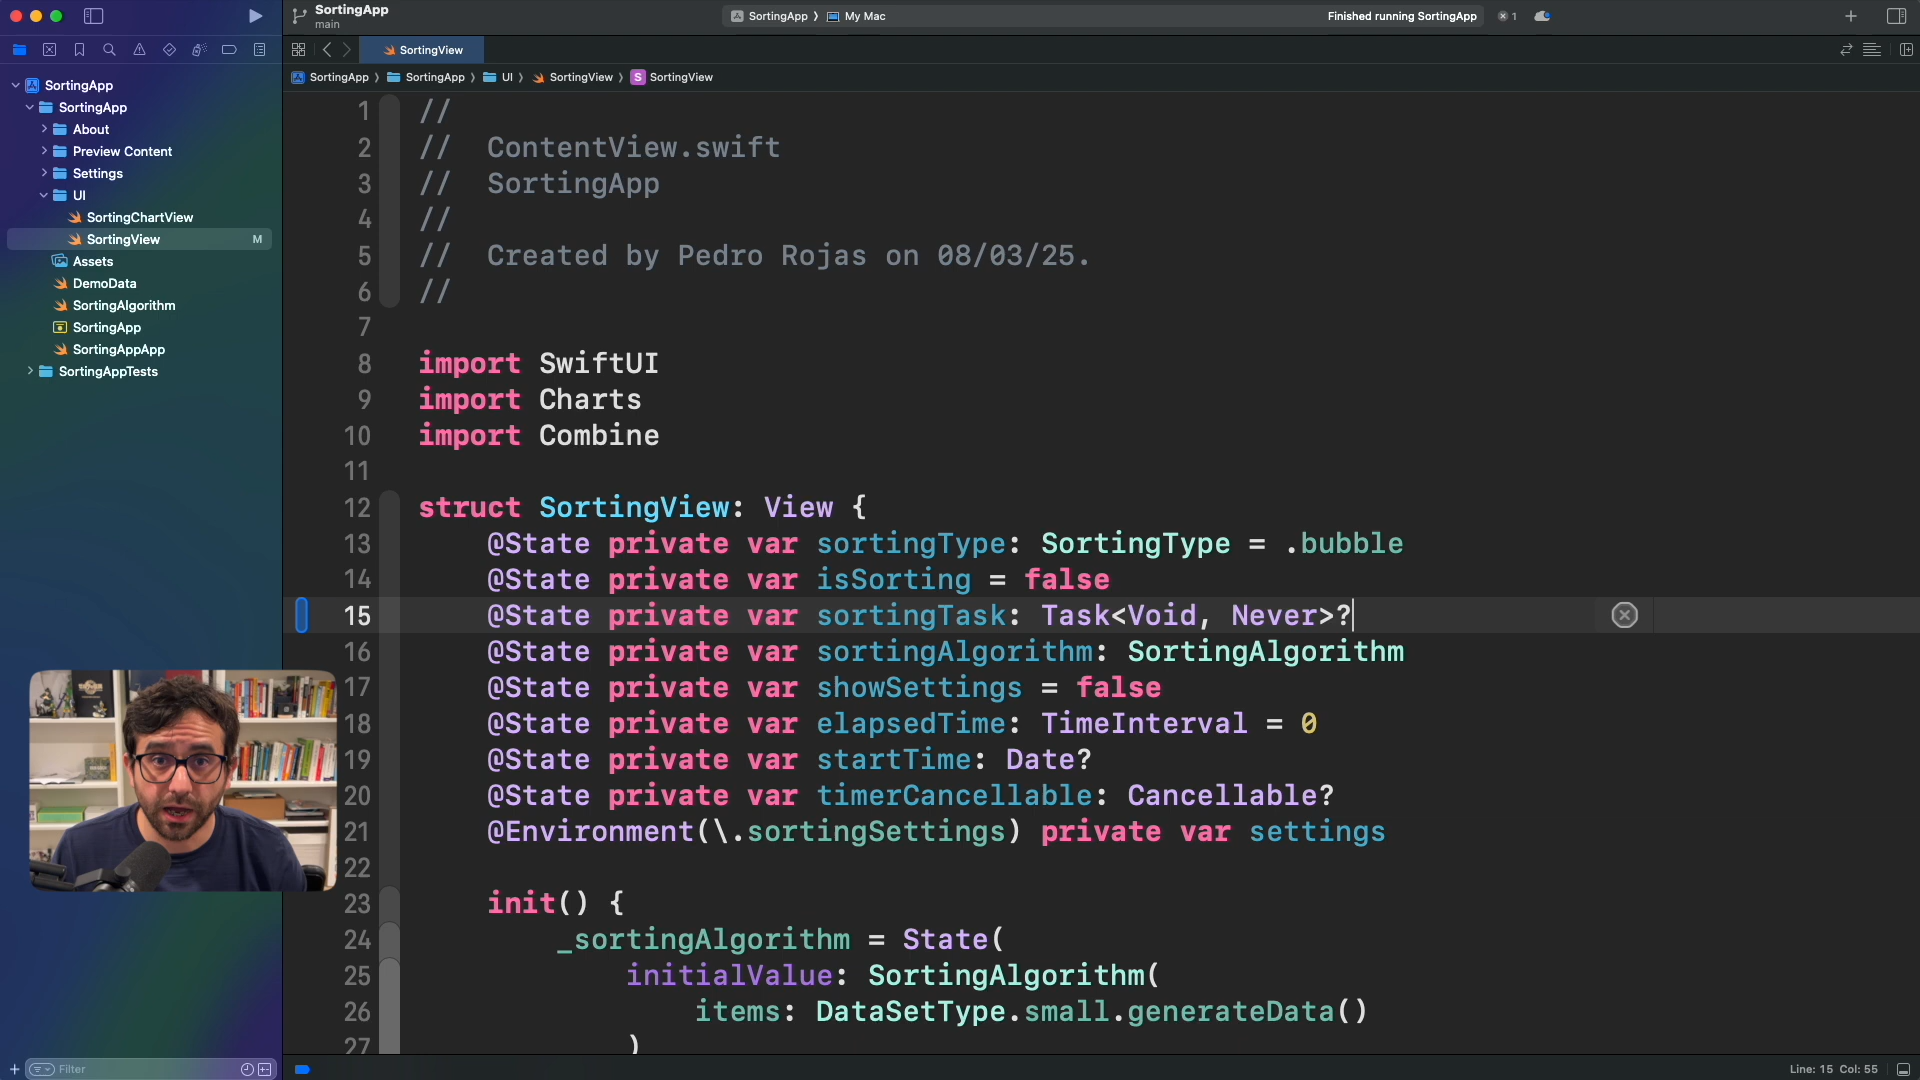 SortingApp
main
SortingApp
My Mac
Finished running SortingApp
1
SortingView
SortingApp
SortingApp
UI
SortingView
S
SortingView
SortingApp
SortingApp
About
Preview Content
Settings
UI
SortingChartView
SortingView
M
Assets
DemoData
SortingAlgorithm
SortingApp
SortingAppApp
SortingAppTests
1 //
2 //  ContentView.swift
3 //  SortingApp
4 //
5 //  Created by Pedro Rojas on 08/03/25.
6 //
7
8 import SwiftUI
9 import Charts
10 import Combine
11
12 struct SortingView: View {
13     @State private var sortingType: SortingType = .bubble
14     @State private var isSorting = false
15     @State private var sortingTask: Task<Void, Never>?
16     @State private var sortingAlgorithm: SortingAlgorithm
17     @State private var showSettings = false
18     @State private var elapsedTime: TimeInterval = 0
19     @State private var startTime: Date?
20     @State private var timerCancellable: Cancellable?
21     @Environment(\.sortingSettings) private var settings
22
23     init() {
24         _sortingAlgorithm = State(
25             initialValue: SortingAlgorithm(
26                 items: DataSetType.small.generateData()
27             )
Filter
Line: 15  Col: 55